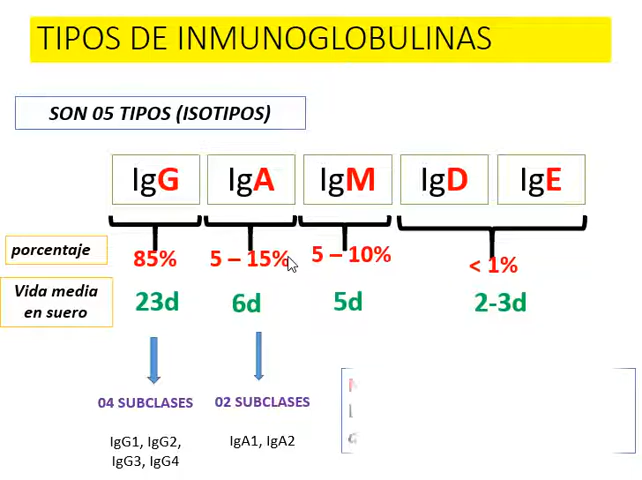 TIPOS DE INMUNOGLOBULINAS
SON 05 TIPOS (ISOTIPOS)
IgG IgA IgM IgD IgE
porcentaje 85% 5 – 15% 5 – 10% < 1%
Vida media
en suero 23d 6d 5d 2-3d
04 SUBCLASES 02 SUBCLASES
IgG1, IgG2, IgA1, IgA2
IgG3, IgG4